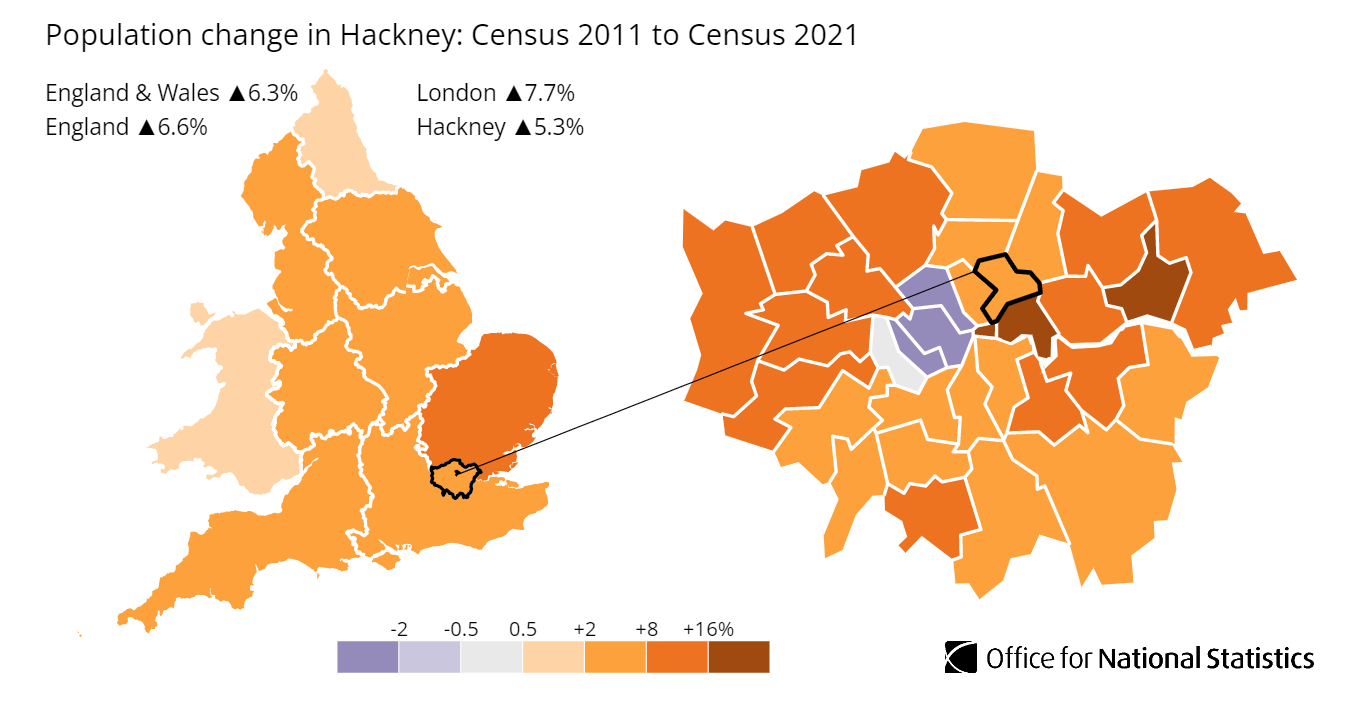 Population change in Hackney: Census 2011 to Census 2021
England & Wales ▲6.3%
London ▲7.7%
England ▲6.6%
Hackney ▲5.3%
-2 -0.5 0.5 +2 +8 +16%
Office for National Statistics